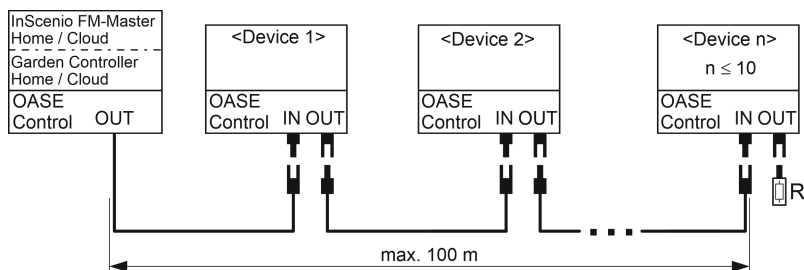 InScenio FM-Master
Home / Cloud
Garden Controller
Home / Cloud
OASE
Control OUT
<Device 1>
OASE
Control IN OUT
<Device 2>
OASE
Control IN OUT
<Device n>
n ≤ 10
OASE
Control IN OUT
R
max. 100 m